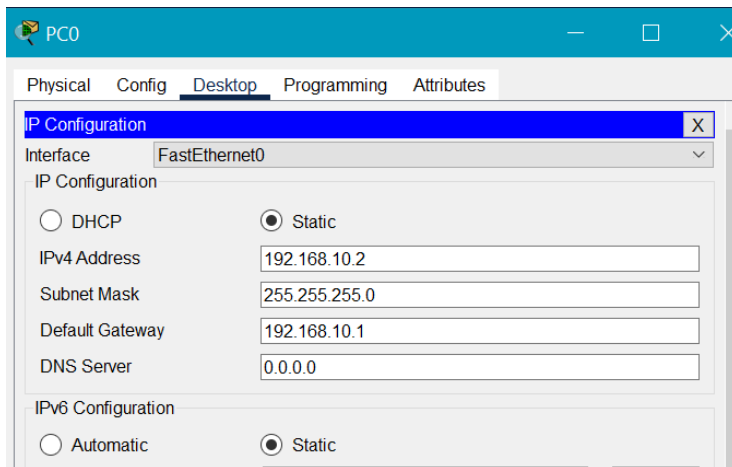 PC0
Physical Config Desktop Programming Attributes
IP Configuration X
Interface FastEthernet0
IP Configuration
DHCP Static
IPv4 Address 192.168.10.2
Subnet Mask 255.255.255.0
Default Gateway 192.168.10.1
DNS Server 0.0.0.0
IPv6 Configuration
Automatic Static